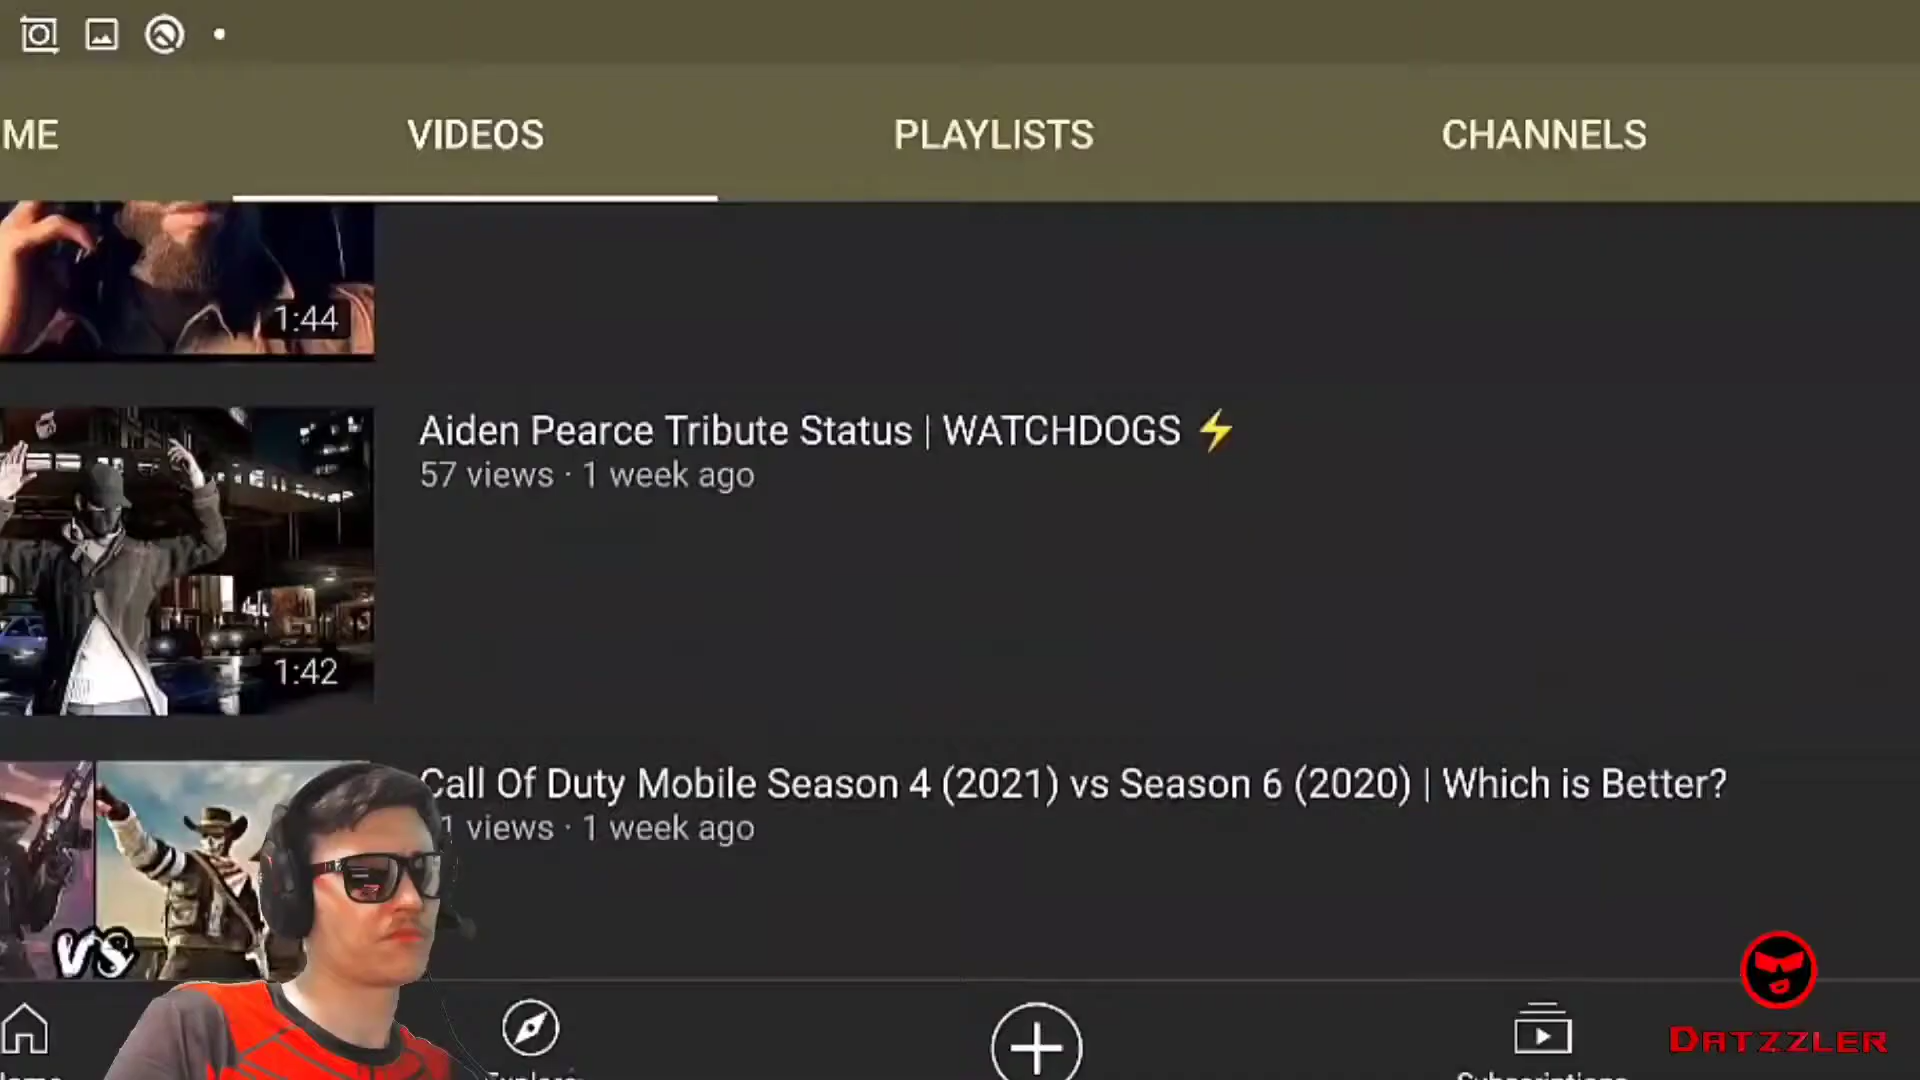 ME VIDEOS PLAYLISTS CHANNELS
1:44
Aiden Pearce Tribute Status | WATCHDOGS ⚡
57 views · 1 week ago
1:42
Call Of Duty Mobile Season 4 (2021) vs Season 6 (2020) | Which is Better?
1 views · 1 week ago
VS
DATZZLER